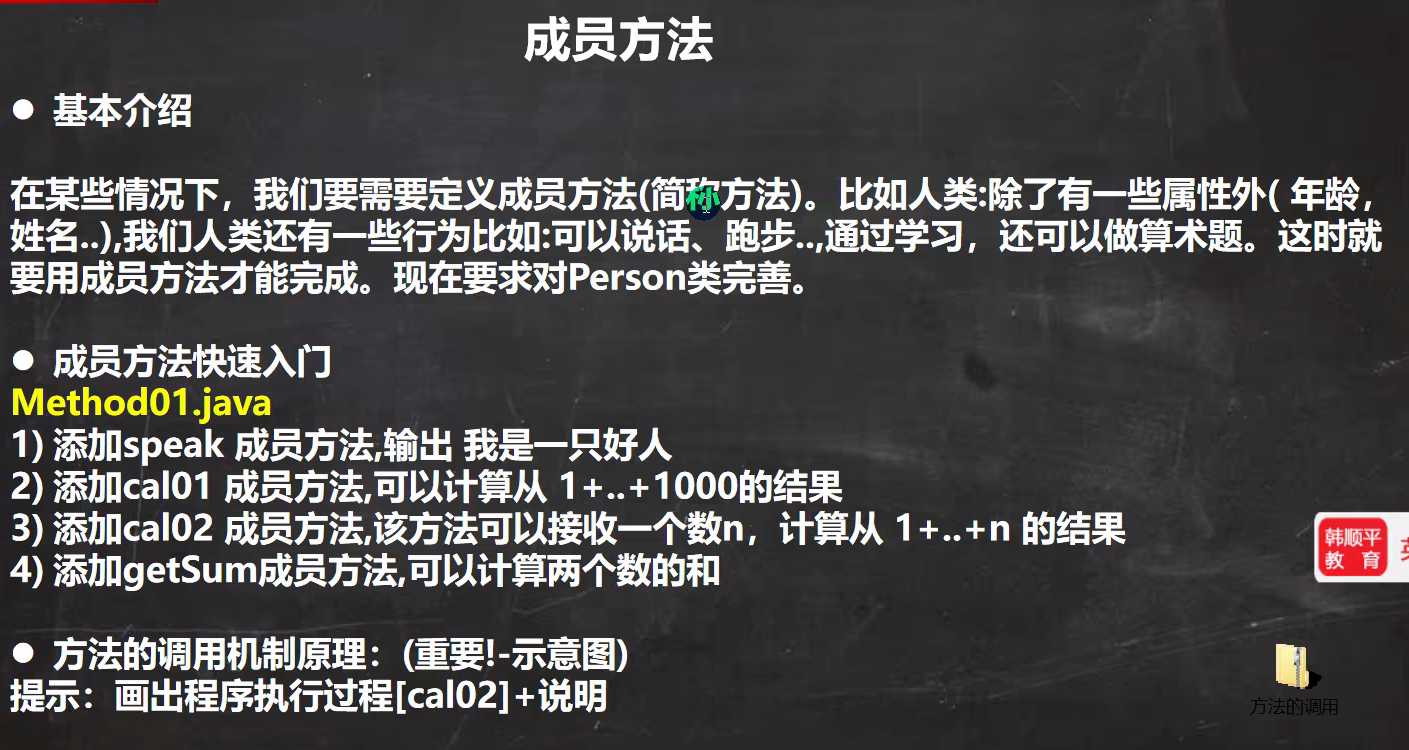 成员方法
● 基本介绍
在某些情况下，我们要需要定义成员方法(简称方法)。比如人类:除了有一些属性外( 年龄，
姓名..),我们人类还有一些行为比如:可以说话、跑步..,通过学习，还可以做算术题。这时就
要用成员方法才能完成。现在要求对Person类完善。
● 成员方法快速入门
Method01.java
1) 添加speak 成员方法,输出 我是一只好人
2) 添加cal01 成员方法,可以计算从 1+..+1000的结果
3) 添加cal02 成员方法,该方法可以接收一个数n，计算从 1+..+n 的结果
4) 添加getSum成员方法,可以计算两个数的和
韩顺平
教 育
● 方法的调用机制原理：(重要!-示意图)
提示：画出程序执行过程[cal02]+说明
方法的调用